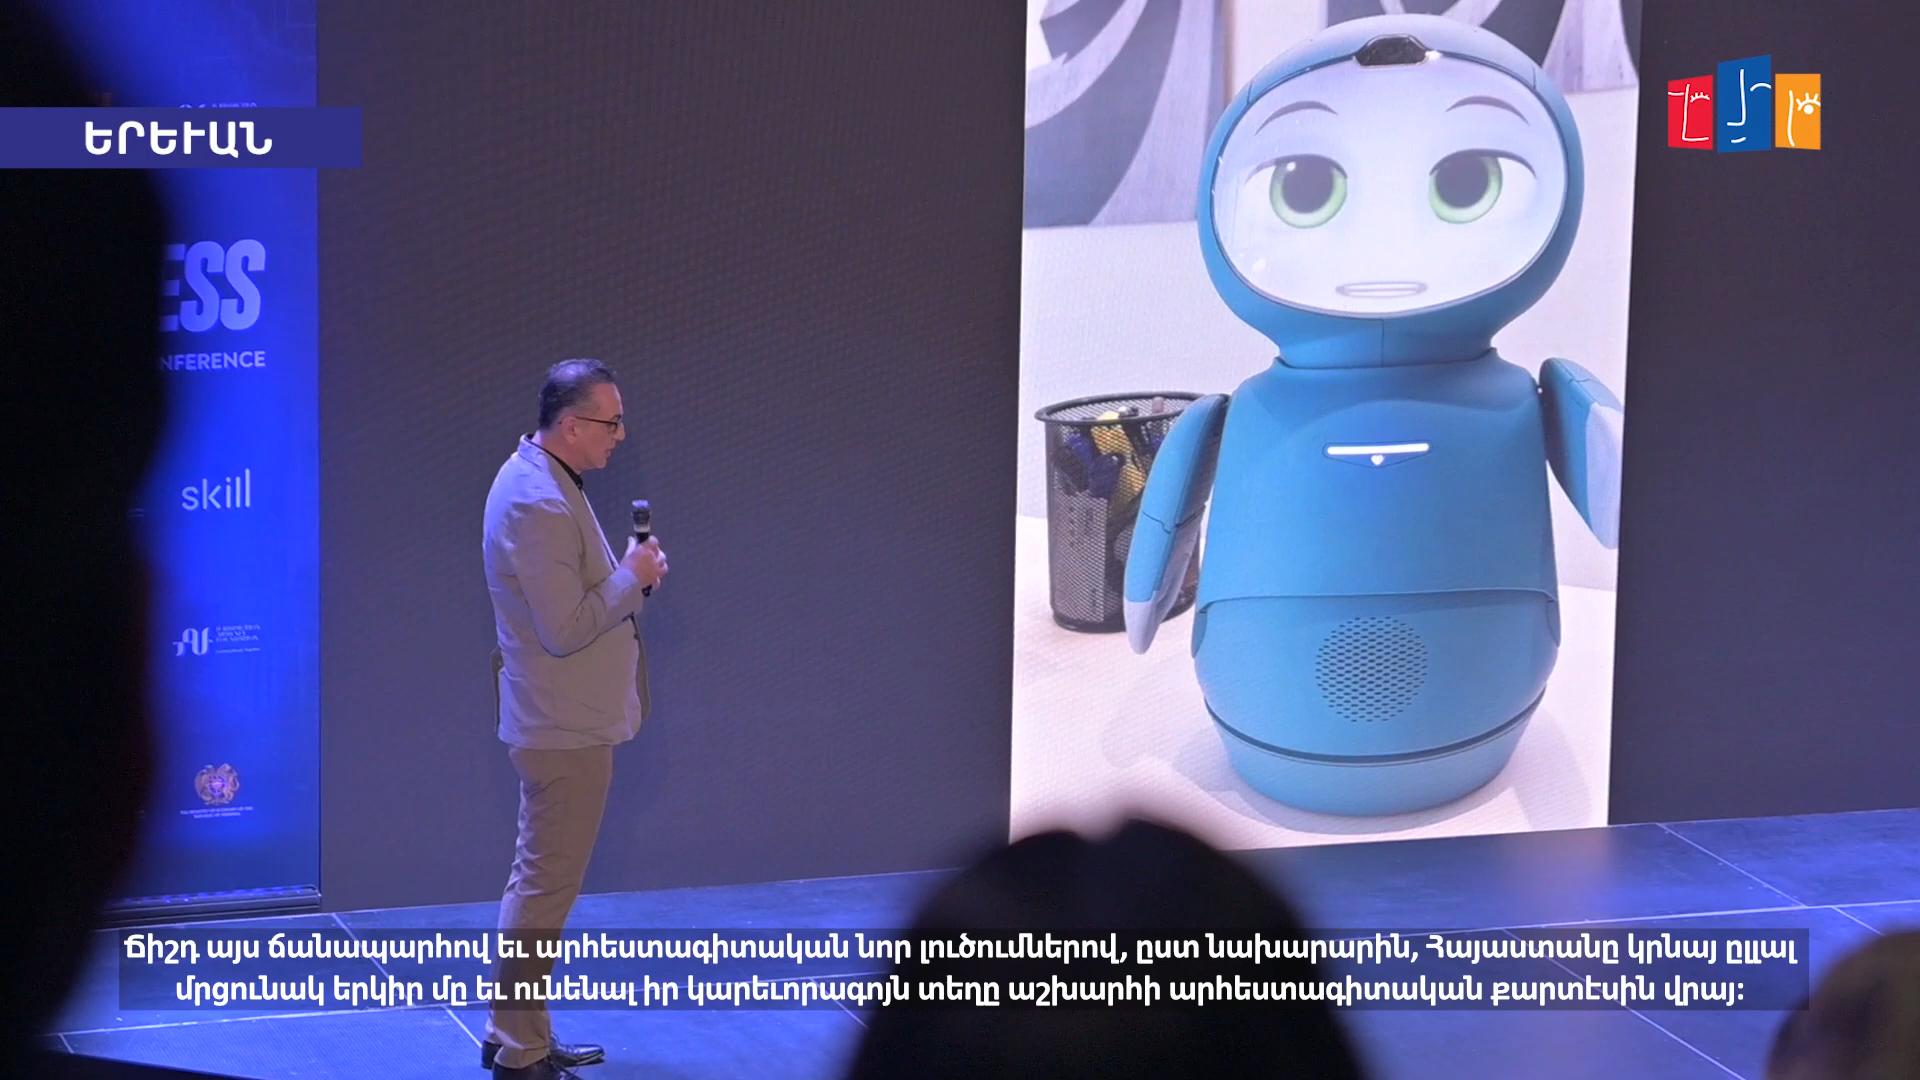 ԵՐԵՒԱՆ
ESS
NFERENCE
skill
Ճիշդ այս ճանապարհով եւ արհեստագիտական նոր լուծումներով, ըստ նախարարին, Հայաստանը կրնայ ըլլալ
մրցունակ երկիր մը եւ ունենալ իր կարեւորագոյն տեղը աշխարհի արհեստագիտական քարտէսին վրայ։